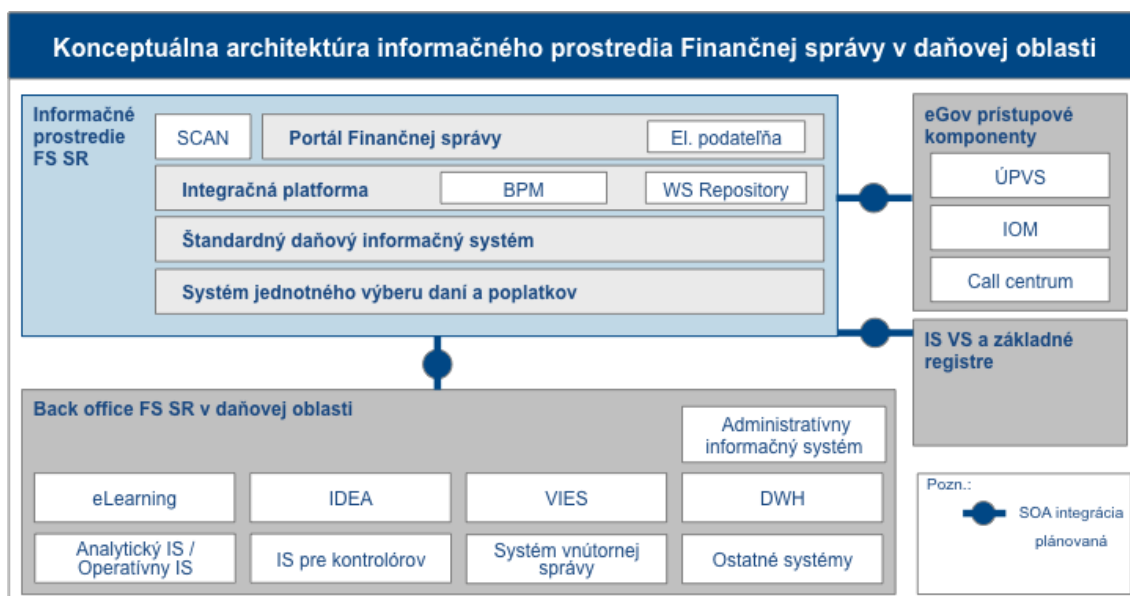 Konceptuálna architektúra informačného prostredia Finančnej správy v daňovej oblasti
Informačné
prostredie
FS SR
SCAN
Portál Finančnej správy
El. podateľňa
Integračná platforma
BPM
WS Repository
Štandardný daňový informačný systém
Systém jednotného výberu daní a poplatkov
eGov prístupové
komponenty
ÚPVS
IOM
Call centrum
IS VS a základné
registre
Back office FS SR v daňovej oblasti
Administratívny
informačný systém
eLearning
IDEA
VIES
DWH
Analytický IS /
Operatívny IS
IS pre kontrolórov
Systém vnútornej
správy
Ostatné systémy
Pozn.:
SOA integrácia
plánovaná